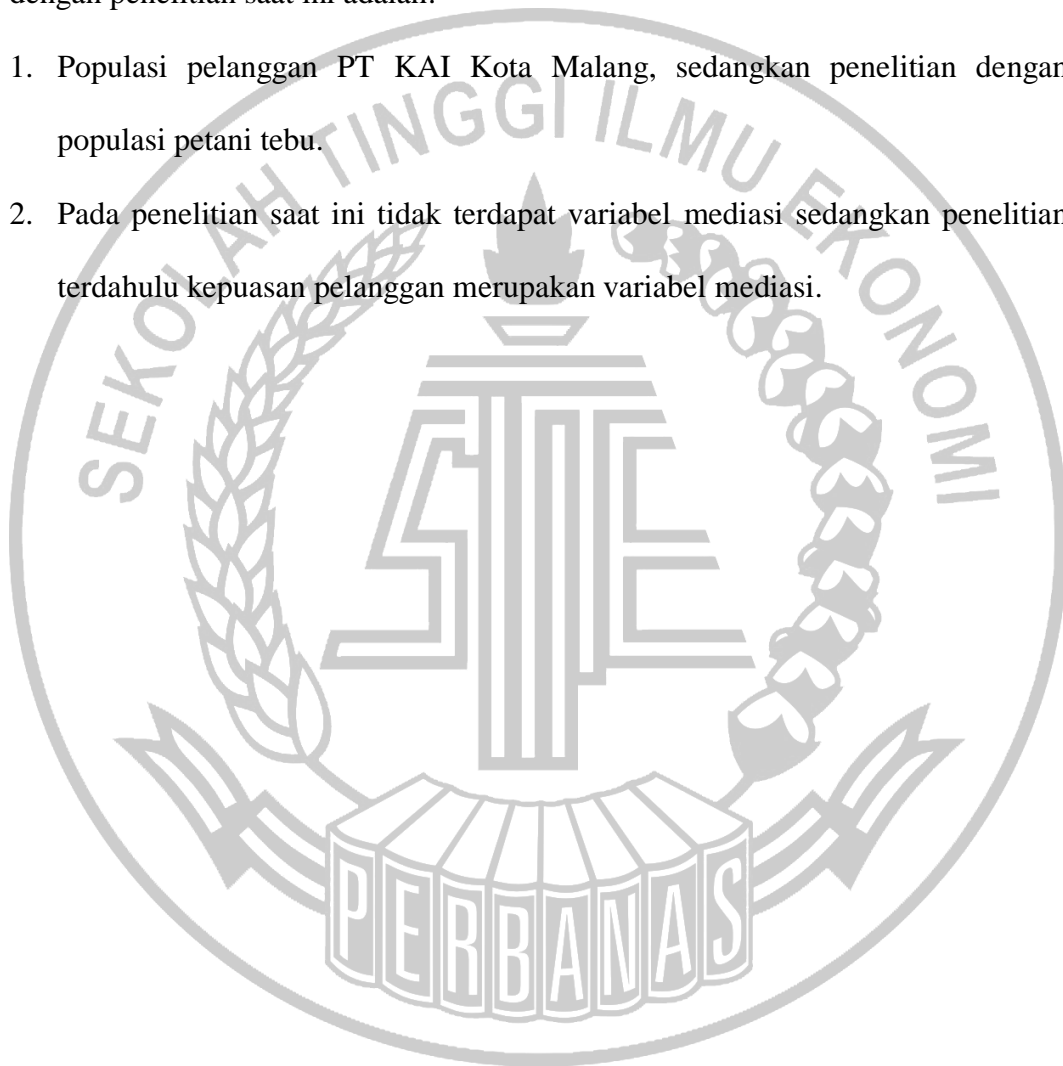 dengan penelitian saat ini adalah:
1. Populasi pelanggan PT KAI Kota Malang, sedangkan penelitian dengan
populasi petani tebu.
2. Pada penelitian saat ini tidak terdapat variabel mediasi sedangkan penelitian
terdahulu kepuasan pelanggan merupakan variabel mediasi.
SEKOLAH TINGGI ILMU EKONOMI
PERBANAS